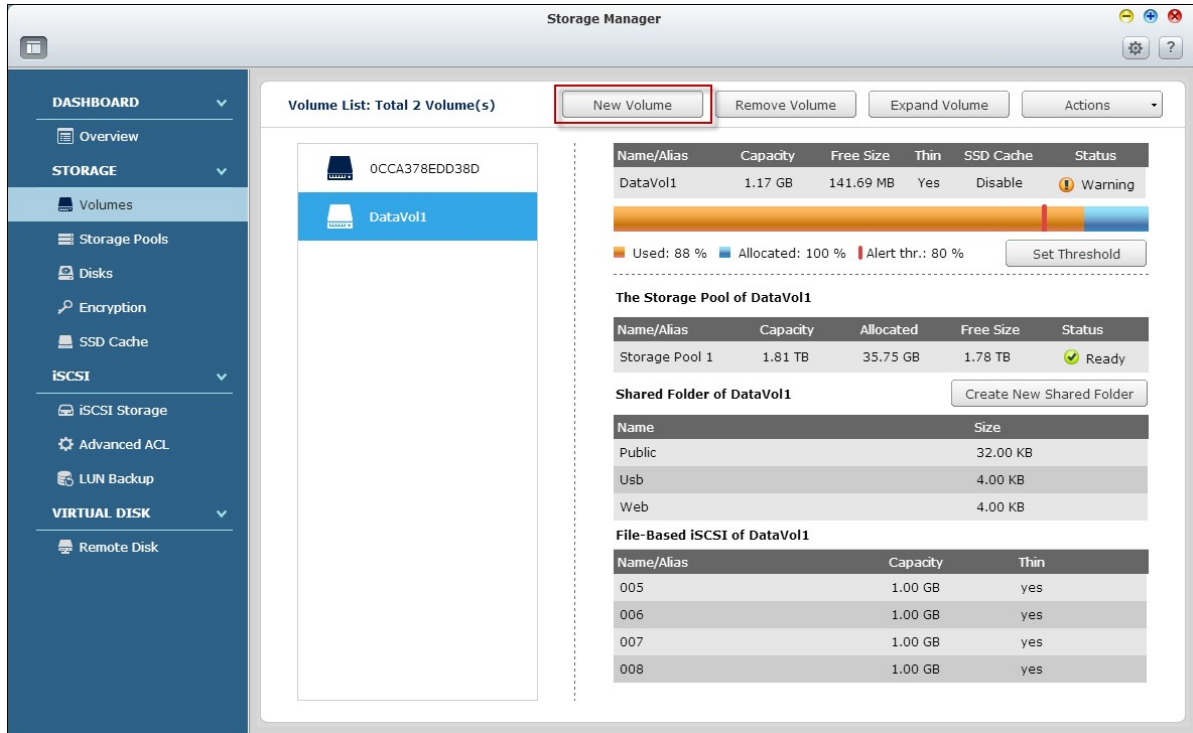 Storage Manager
?
DASHBOARD
Overview
STORAGE
Volumes
Storage Pools
Disks
Encryption
SSD Cache
iSCSI
iSCSI Storage
Advanced ACL
LUN Backup
VIRTUAL DISK
Remote Disk
Volume List: Total 2 Volume(s) New Volume Remove Volume Expand Volume Actions
0CCA378EDD38D
DataVol1
Name/Alias Capacity Free Size Thin SSD Cache Status
DataVol1 1.17 GB 141.69 MB Yes Disable Warning
Used: 88 % Allocated: 100 % Alert thr.: 80 % Set Threshold
The Storage Pool of DataVol1
Name/Alias Capacity Allocated Free Size Status
Storage Pool 1 1.81 TB 35.75 GB 1.78 TB Ready
Shared Folder of DataVol1 Create New Shared Folder
Name Size
Public 32.00 KB
Usb 4.00 KB
Web 4.00 KB
File-Based iSCSI of DataVol1
Name/Alias Capacity Thin
005 1.00 GB yes
006 1.00 GB yes
007 1.00 GB yes
008 1.00 GB yes